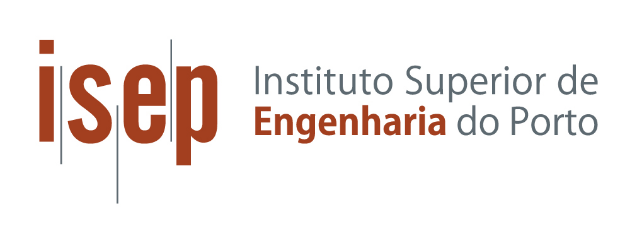 isep
Instituto Superior de
Engenharia do Porto